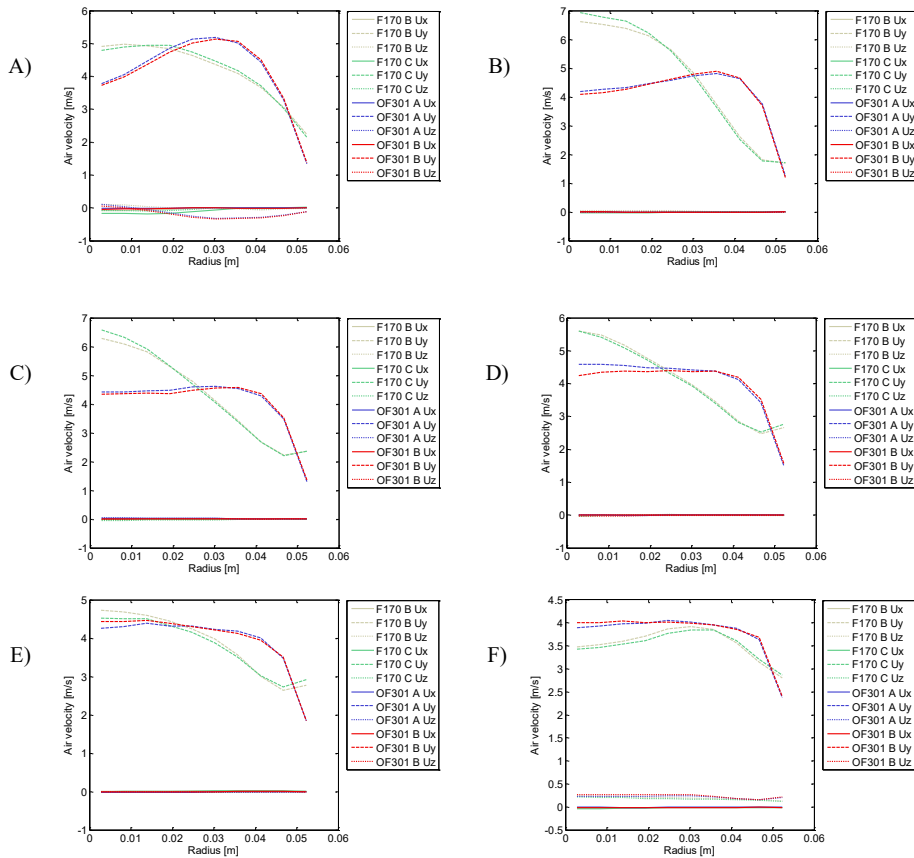 A)
Air velocity [m/s]
6
5
4
3
2
1
0
-1
0
0.01
0.02
0.03
0.04
0.05
0.06
Radius [m]
F170 B Ux
F170 B Uy
F170 B Uz
F170 C Ux
F170 C Uy
F170 C Uz
OF301 A Ux
OF301 A Uy
OF301 A Uz
OF301 B Ux
OF301 B Uy
OF301 B Uz
B)
Air velocity [m/s]
7
6
5
4
3
2
1
0
-1
0
0.01
0.02
0.03
0.04
0.05
0.06
Radius [m]
F170 B Ux
F170 B Uy
F170 B Uz
F170 C Ux
F170 C Uy
F170 C Uz
OF301 A Ux
OF301 A Uy
OF301 A Uz
OF301 B Ux
OF301 B Uy
OF301 B Uz
C)
Air velocity [m/s]
7
6
5
4
3
2
1
0
-1
0
0.01
0.02
0.03
0.04
0.05
0.06
Radius [m]
F170 B Ux
F170 B Uy
F170 B Uz
F170 C Ux
F170 C Uy
F170 C Uz
OF301 A Ux
OF301 A Uy
OF301 A Uz
OF301 B Ux
OF301 B Uy
OF301 B Uz
D)
Air velocity [m/s]
6
5
4
3
2
1
0
-1
0
0.01
0.02
0.03
0.04
0.05
0.06
Radius [m]
F170 B Ux
F170 B Uy
F170 B Uz
F170 C Ux
F170 C Uy
F170 C Uz
OF301 A Ux
OF301 A Uy
OF301 A Uz
OF301 B Ux
OF301 B Uy
OF301 B Uz
E)
Air velocity [m/s]
5
4
3
2
1
0
-1
0
0.01
0.02
0.03
0.04
0.05
0.06
Radius [m]
F170 B Ux
F170 B Uy
F170 B Uz
F170 C Ux
F170 C Uy
F170 C Uz
OF301 A Ux
OF301 A Uy
OF301 A Uz
OF301 B Ux
OF301 B Uy
OF301 B Uz
F)
Air velocity [m/s]
4.5
4
3.5
3
2.5
2
1.5
1
0.5
0
-0.5
0
0.01
0.02
0.03
0.04
0.05
0.06
Radius [m]
F170 B Ux
F170 B Uy
F170 B Uz
F170 C Ux
F170 C Uy
F170 C Uz
OF301 A Ux
OF301 A Uy
OF301 A Uz
OF301 B Ux
OF301 B Uy
OF301 B Uz